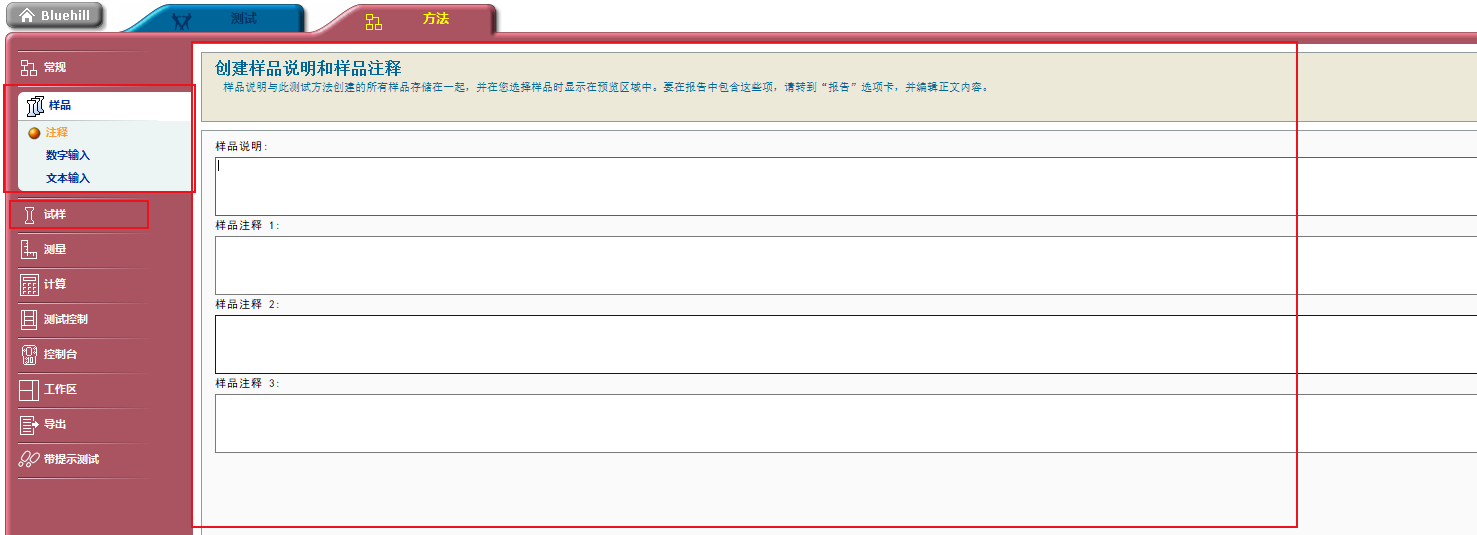 Bluehill
测试
方法
常规
样品
注释
数字输入
文本输入
试样
测量
计算
测试控制
控制台
工作区
导出
带提示测试
创建样品说明和样品注释
样品说明与此测试方法创建的所有样品存储在一起，并在您选择样品时显示在预览区域中。要在报告中包含这些项，请转到“报告”选项卡，并编辑正文内容。
样品说明:
样品注释 1:
样品注释 2:
样品注释 3: